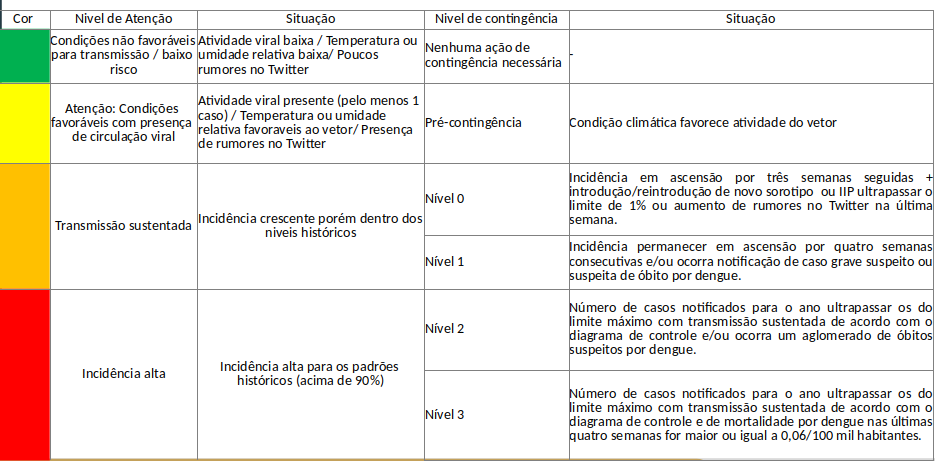 Cor Nivel de Atenção Situação Nivel de contingência Situação
Condições não favoráveis
para transmissão / baixo
risco
Atividade viral baixa / Temperatura ou
umidade relativa baixa/ Poucos
rumores no Twitter
Nenhuma ação de
contingência necessária
-
Atenção: Condições
favoráveis com presença
de circulação viral
Atividade viral presente (pelo menos 1
caso) / Temperatura ou umidade
relativa favoraveis ao vetor/ Presença
de rumores no Twitter
Pré-contingência
Condição climática favorece atividade do vetor
Transmissão sustentada
Incidência crescente porém dentro dos
niveis históricos
Nível 0
Incidência em ascensão por três semanas seguidas +
introdução/reintrodução de novo sorotipo ou IIP ultrapassar o
limite de 1% ou aumento de rumores no Twitter na última
semana.
Nível 1
Incidência permanecer em ascensão por quatro semanas
consecutivas e/ou ocorra notificação de caso grave suspeito ou
suspeita de óbito por dengue.
Incidência alta
Incidência alta para os padrões
históricos (acima de 90%)
Nível 2
Número de casos notificados para o ano ultrapassar os do
limite máximo com transmissão sustentada de acordo com o
diagrama de controle e/ou ocorra um aglomerado de óbitos
suspeitos por dengue.
Nível 3
Número de casos notificados para o ano ultrapassar os do
limite máximo com transmissão sustentada de acordo com o
diagrama de controle e de mortalidade por dengue nas últimas
quatro semanas for maior ou igual a 0,06/100 mil habitantes.